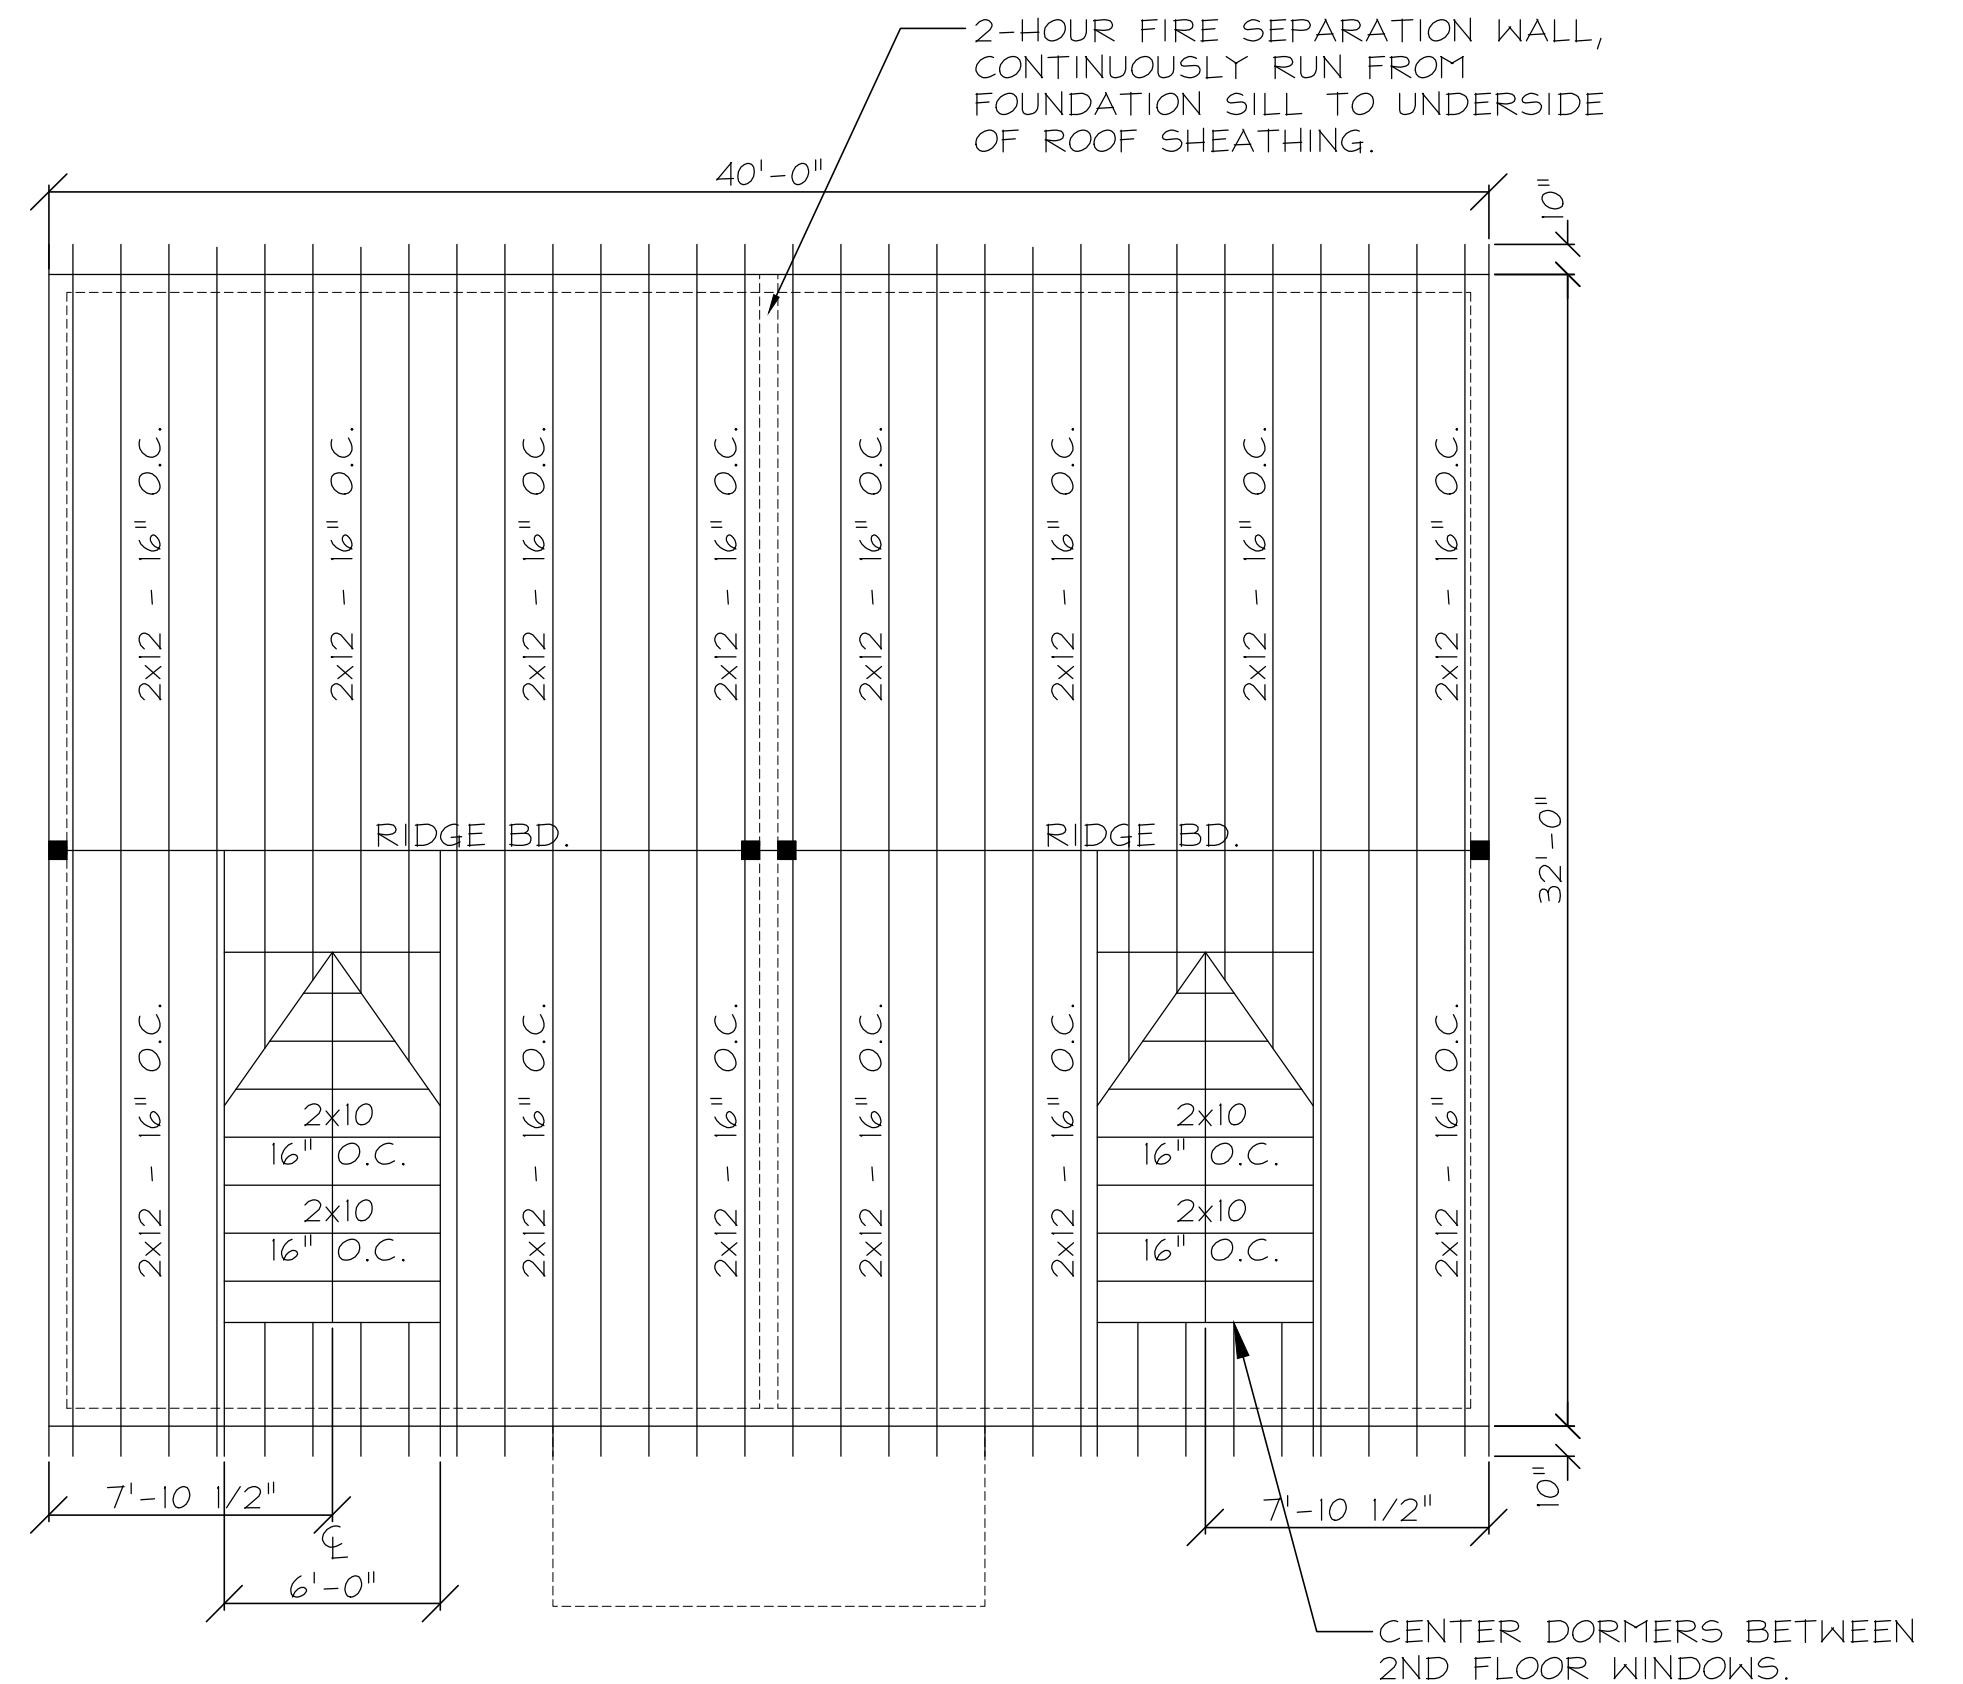 2-HOUR FIRE SEPARATION WALL,
CONTINUOUSLY RUN FROM
FOUNDATION SILL TO UNDERSIDE
OF ROOF SHEATHING.
40'-0"
10"
2x12 - 16" O.C.
2x12 - 16" O.C.
2x12 - 16" O.C.
2x12 - 16" O.C.
2x12 - 16" O.C.
2x12 - 16" O.C.
2x12 - 16" O.C.
2x12 - 16" O.C.
RIDGE BD.
RIDGE BD.
32'-0"
2x12 - 16" O.C.
2x12 - 16" O.C.
2x12 - 16" O.C.
2x12 - 16" O.C.
2x12 - 16" O.C.
2x12 - 16" O.C.
2x10
16" O.C.
2x10
16" O.C.
2x10
16" O.C.
2x10
16" O.C.
7'-10 1/2"
7'-10 1/2"
10"
℄
6'-0"
CENTER DORMERS BETWEEN
2ND FLOOR WINDOWS.